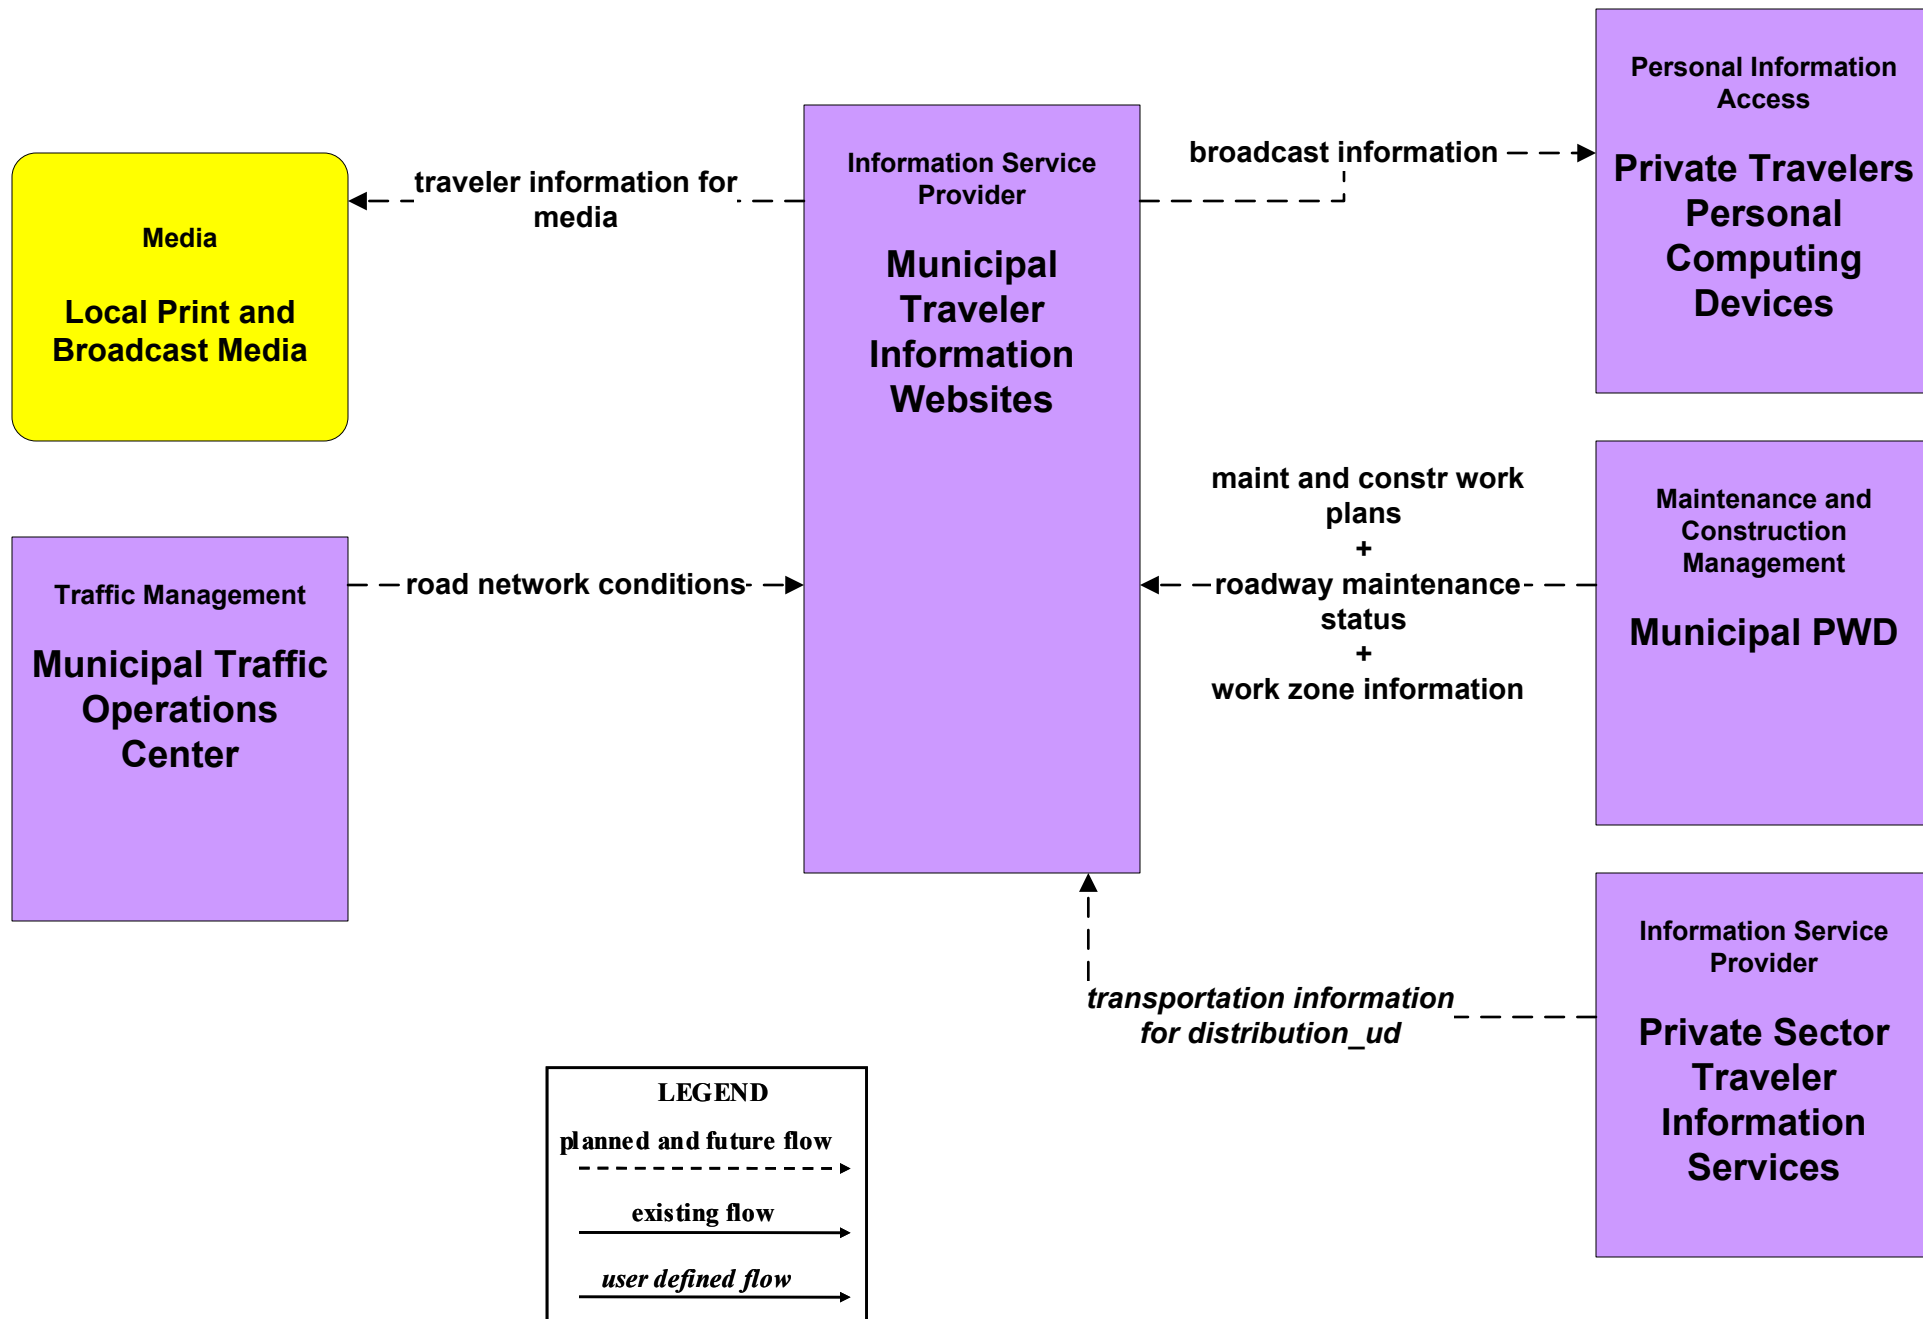 Personal Information
Access
Private Travelers
Personal
Computing
Devices
broadcast information
Information Service
Provider
Municipal
Traveler
Information
Websites
traveler information for
media
Media
Local Print and
Broadcast Media
maint and constr work
plans
+
roadway maintenance
status
+
work zone information
Maintenance and
Construction
Management
Municipal PWD
Traffic Management
Municipal Traffic
Operations
Center
road network conditions
Information Service
Provider
Private Sector
Traveler
Information
Services
transportation information
for distribution_ud
LEGEND
planned and future flow
existing flow
user defined flow